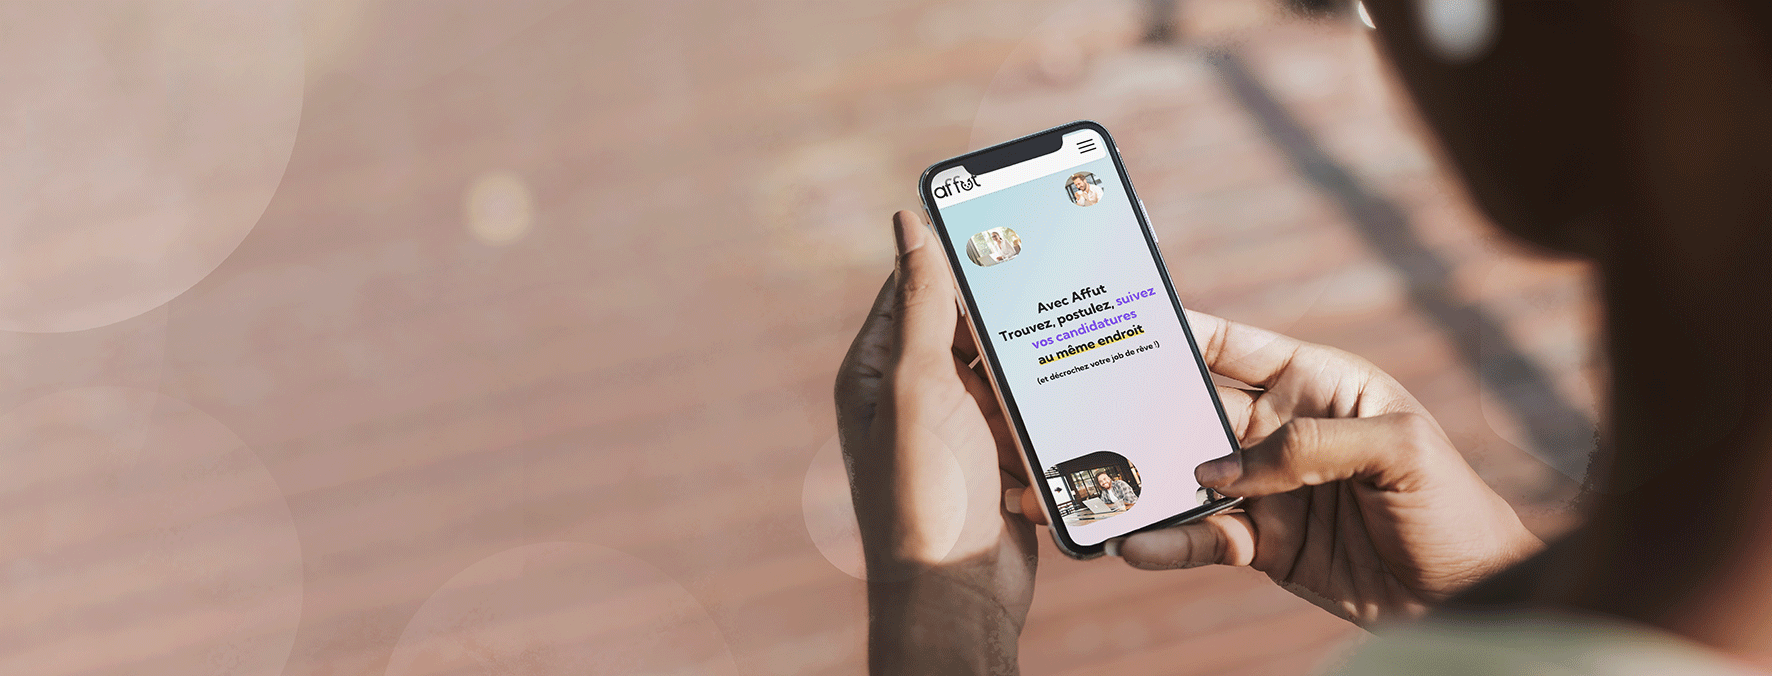 affut
Avec Affut
Trouvez, postulez, suivez
vos candidatures
au même endroit
(et décrochez votre job de rêve !)